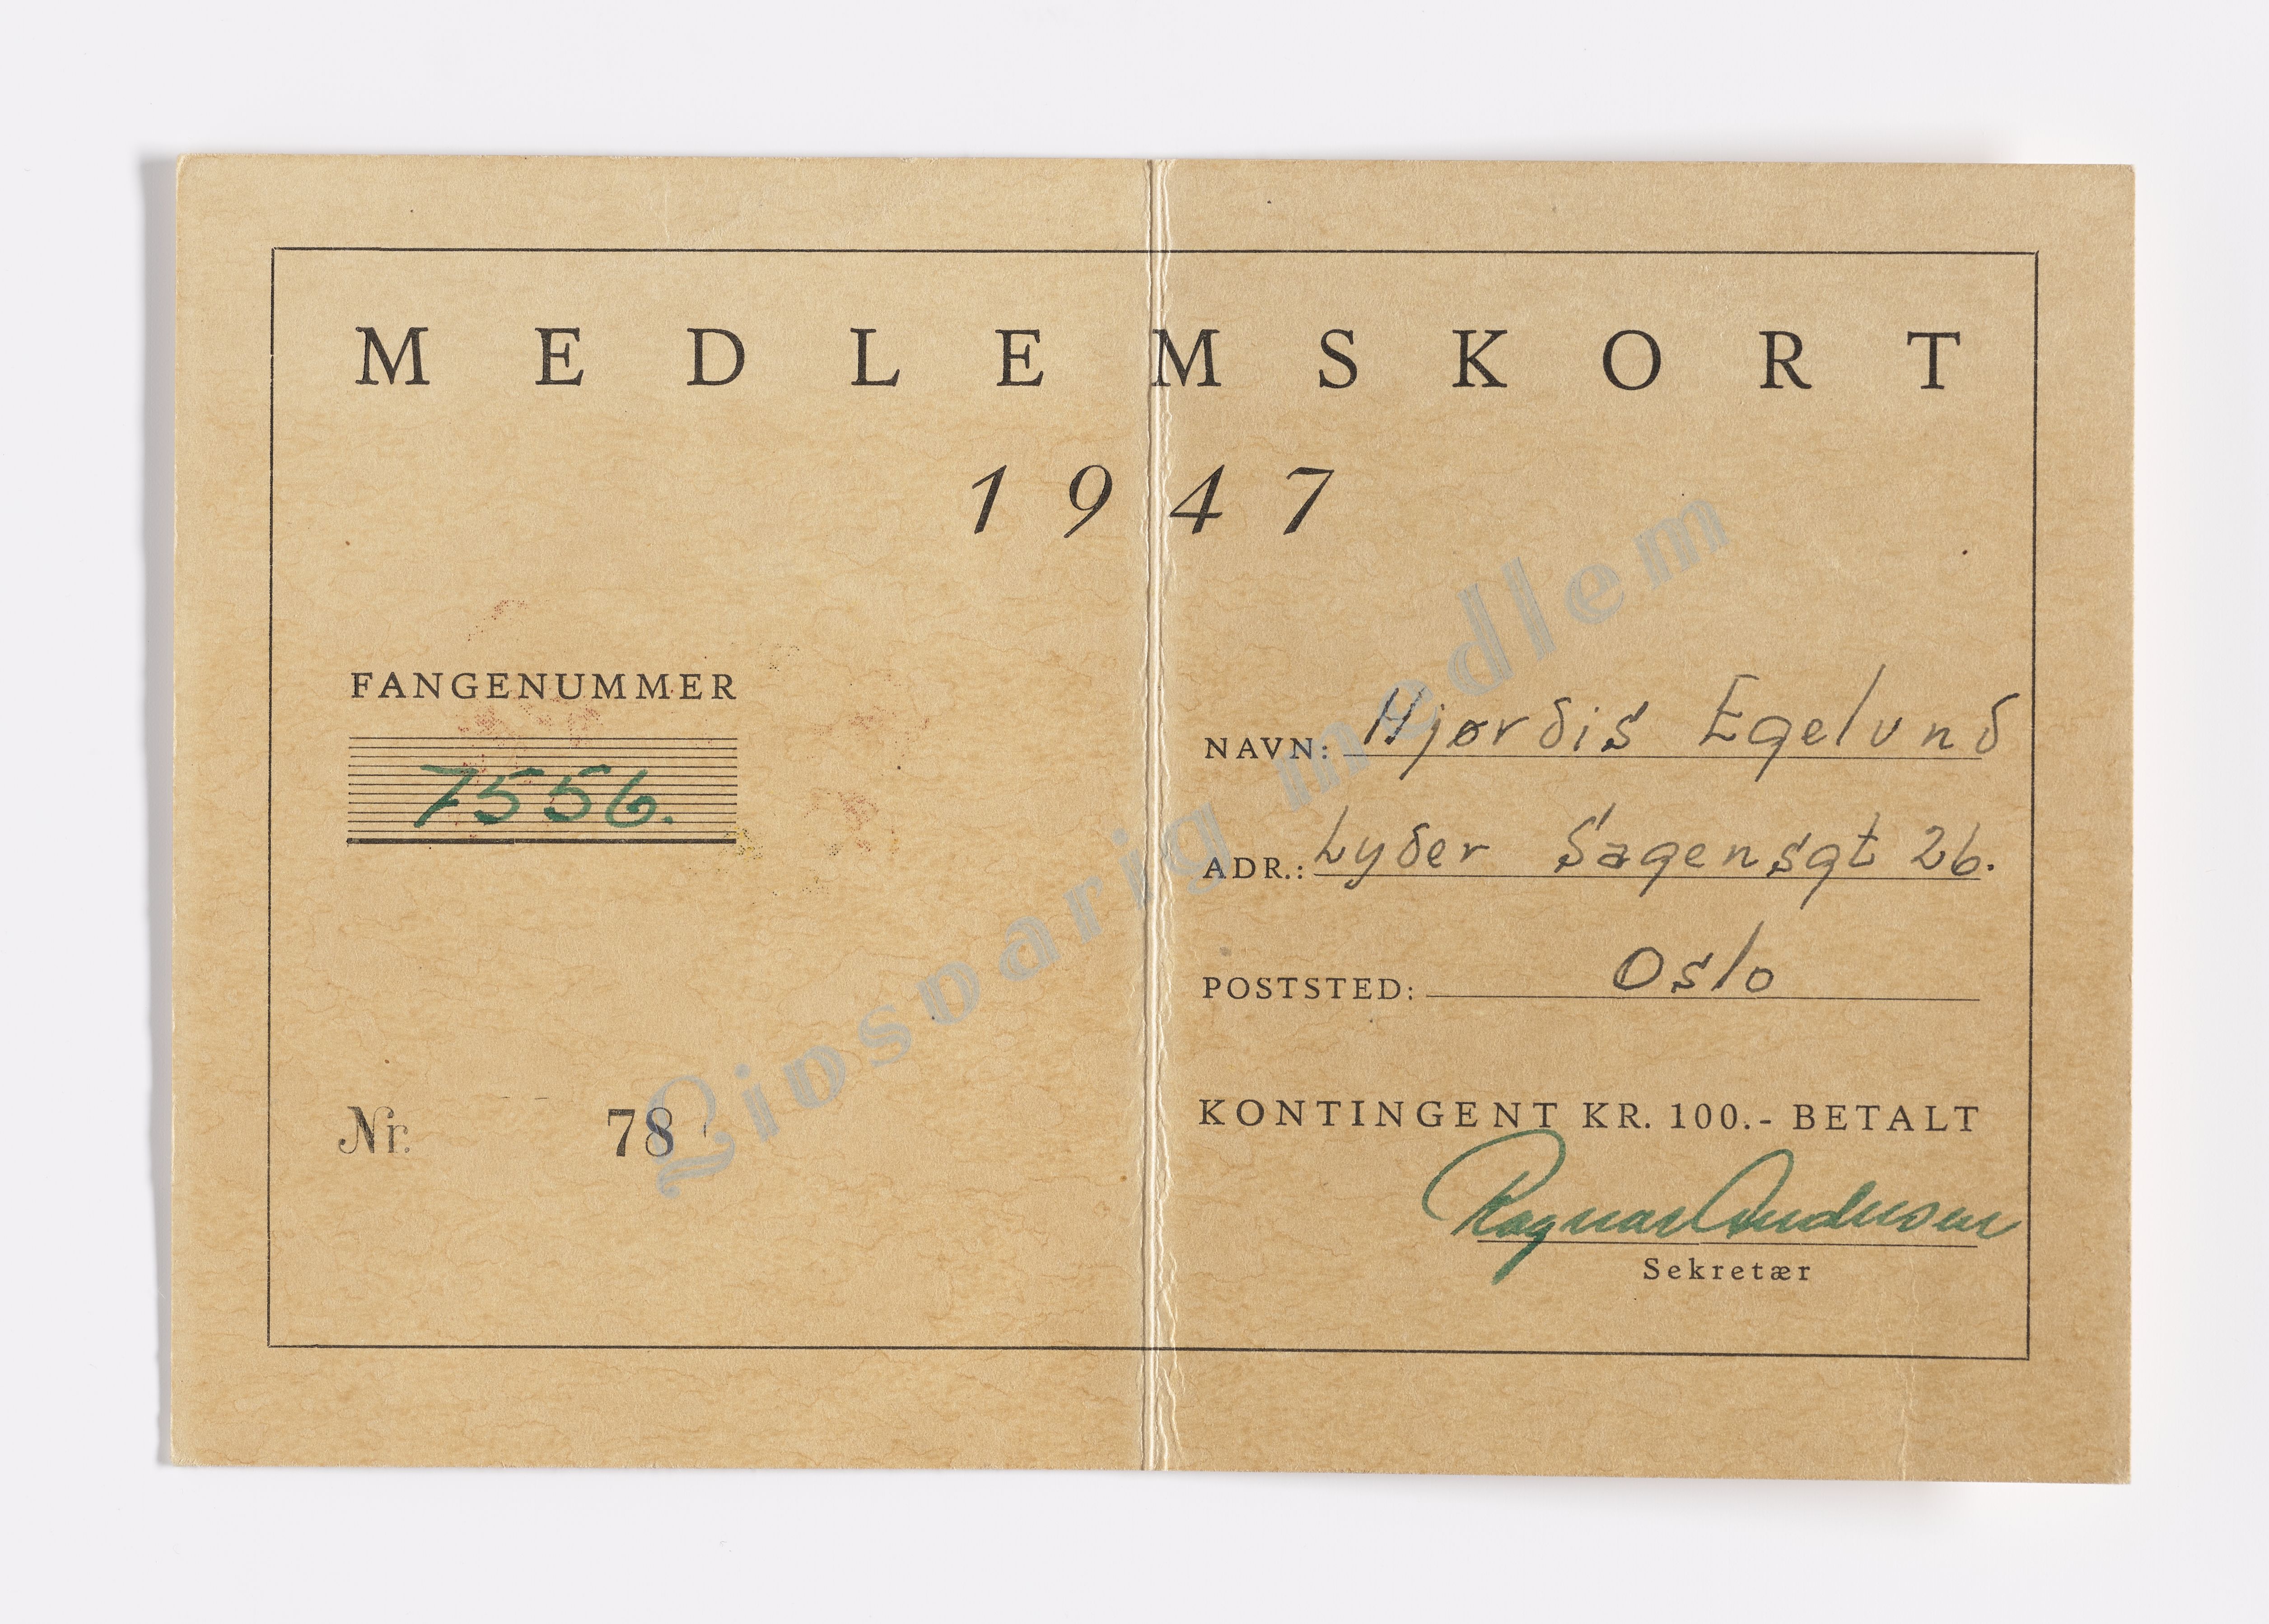 MEDLEMSKORT
1947
FANGENUMMER
7556.
Nr. 78
Livsvarig medlem
NAVN: Hjørdis Egelund
ADR.: Lyder Sagensgt 26.
POSTSTED: Oslo
KONTINGENT KR. 100.- BETALT
Ragnar Andersen
Sekretær